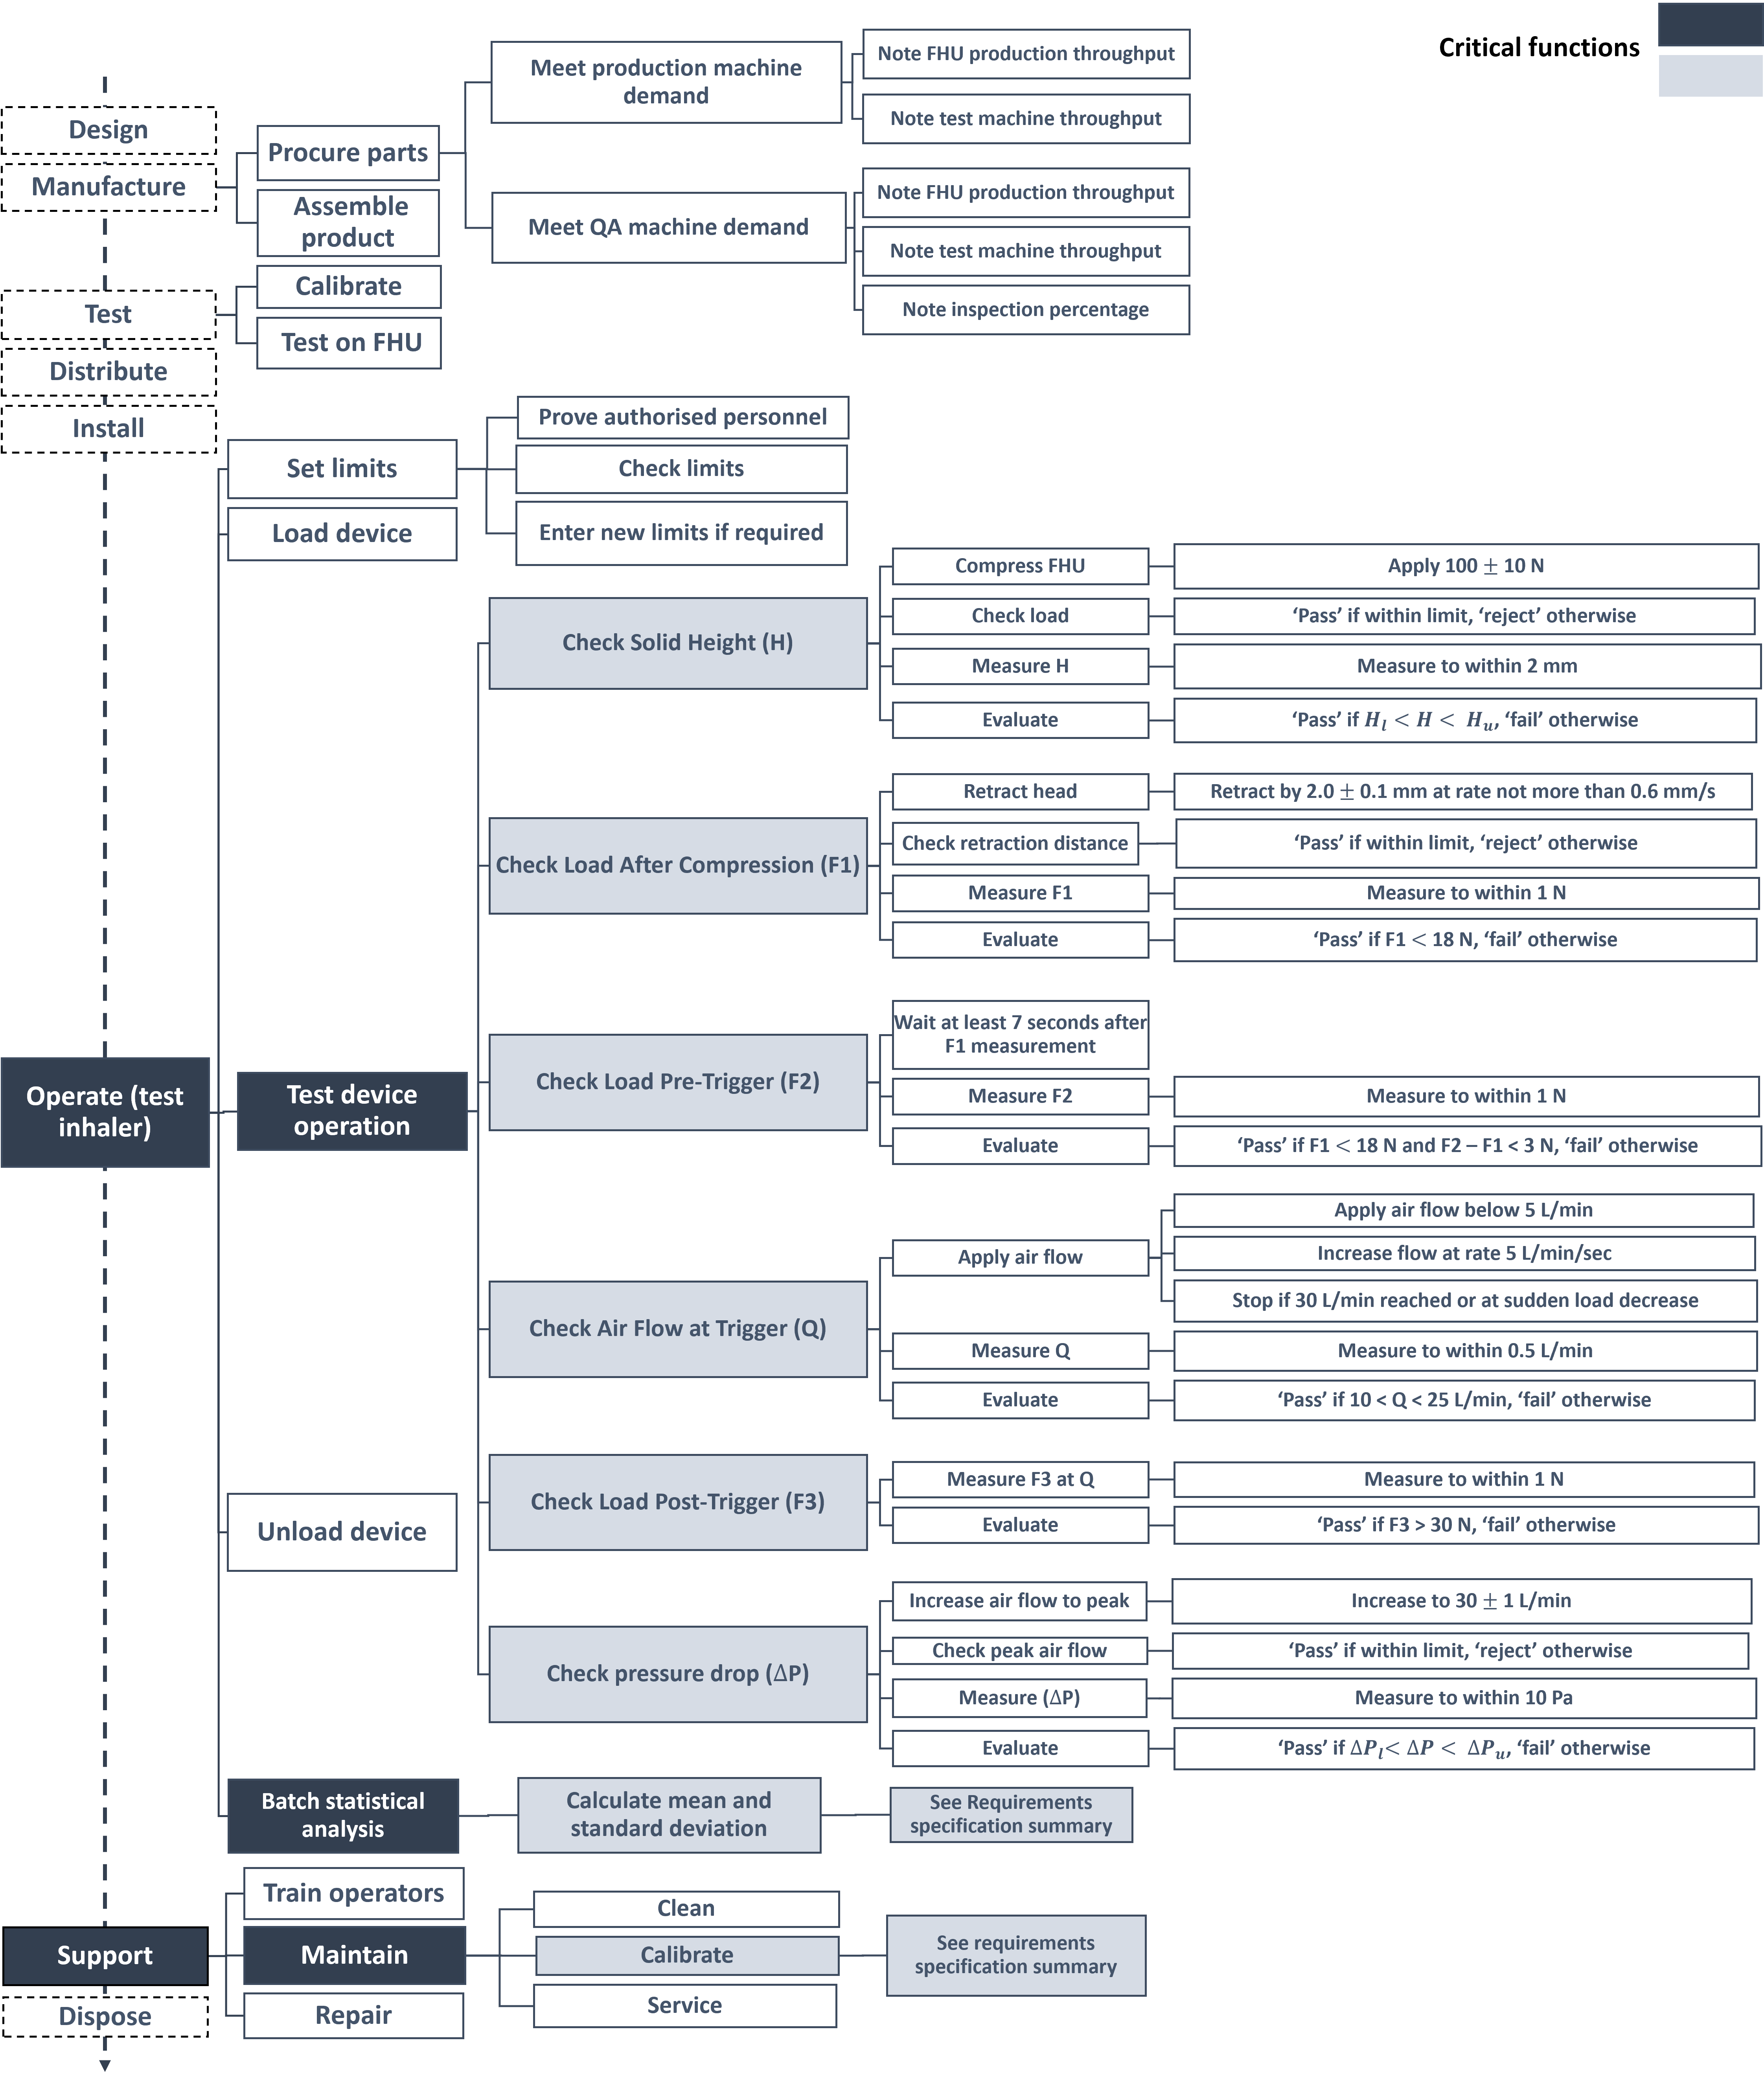 Critical functions
Design
Manufacture
Procure parts
Assemble
product
Meet production machine
demand
Note FHU production throughput
Note test machine throughput
Meet QA machine demand
Note FHU production throughput
Note test machine throughput
Note inspection percentage
Test
Calibrate
Test on FHU
Distribute
Install
Operate (test
inhaler)
Set limits
Prove authorised personnel
Check limits
Enter new limits if required
Load device
Test device
operation
Check Solid Height (H)
Compress FHU
Apply 100 ± 10 N
Check load
‘Pass’ if within limit, ‘reject’ otherwise
Measure H
Measure to within 2 mm
Evaluate
‘Pass’ if H_l < H < H_u, ‘fail’ otherwise
Check Load After Compression (F1)
Retract head
Retract by 2.0 ± 0.1 mm at rate not more than 0.6 mm/s
Check retraction distance
‘Pass’ if within limit, ‘reject’ otherwise
Measure F1
Measure to within 1 N
Evaluate
‘Pass’ if F1 < 18 N, ‘fail’ otherwise
Check Load Pre-Trigger (F2)
Wait at least 7 seconds after
F1 measurement
Measure F2
Measure to within 1 N
Evaluate
‘Pass’ if F1 < 18 N and F2 – F1 < 3 N, ‘fail’ otherwise
Check Air Flow at Trigger (Q)
Apply air flow
Apply air flow below 5 L/min
Increase flow at rate 5 L/min/sec
Stop if 30 L/min reached or at sudden load decrease
Measure Q
Measure to within 0.5 L/min
Evaluate
‘Pass’ if 10 < Q < 25 L/min, ‘fail’ otherwise
Check Load Post-Trigger (F3)
Measure F3 at Q
Measure to within 1 N
Evaluate
‘Pass’ if F3 > 30 N, ‘fail’ otherwise
Check pressure drop (ΔP)
Increase air flow to peak
Increase to 30 ± 1 L/min
Check peak air flow
‘Pass’ if within limit, ‘reject’ otherwise
Measure (ΔP)
Measure to within 10 Pa
Evaluate
‘Pass’ if ΔP_l < ΔP < ΔP_u, ‘fail’ otherwise
Unload device
Batch statistical
analysis
Calculate mean and
standard deviation
See Requirements
specification summary
Support
Train operators
Maintain
Clean
Calibrate
See requirements
specification summary
Service
Repair
Dispose